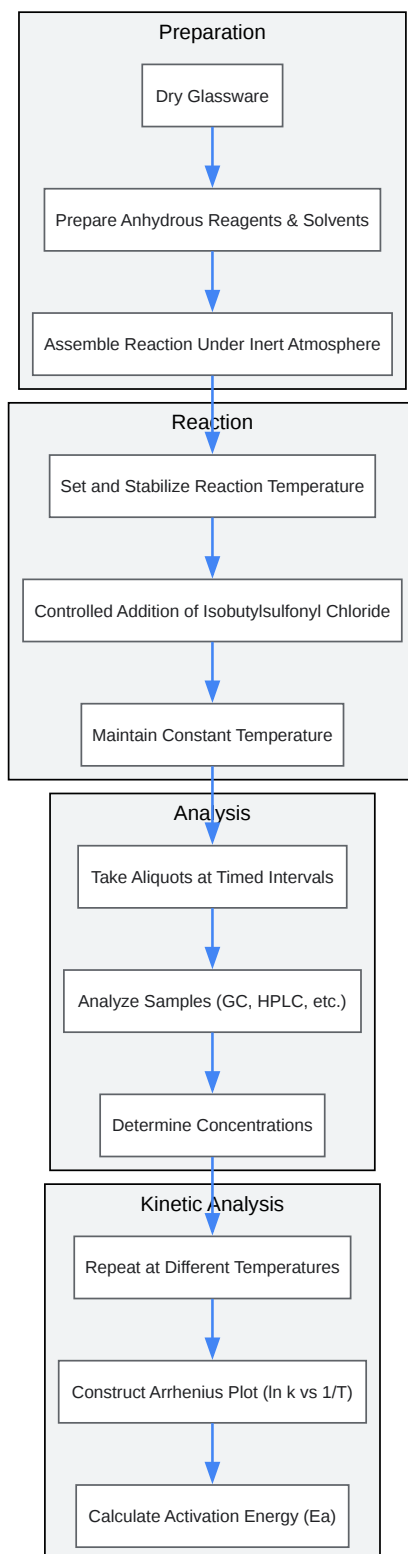 Preparation
Dry Glassware
Prepare Anhydrous Reagents & Solvents
Assemble Reaction Under Inert Atmosphere
Reaction
Set and Stabilize Reaction Temperature
Controlled Addition of Isobutylsulfonyl Chloride
Maintain Constant Temperature
Analysis
Take Aliquots at Timed Intervals
Analyze Samples (GC, HPLC, etc.)
Determine Concentrations
Kinetic Analysis
Repeat at Different Temperatures
Construct Arrhenius Plot (ln k vs 1/T)
Calculate Activation Energy (Ea)